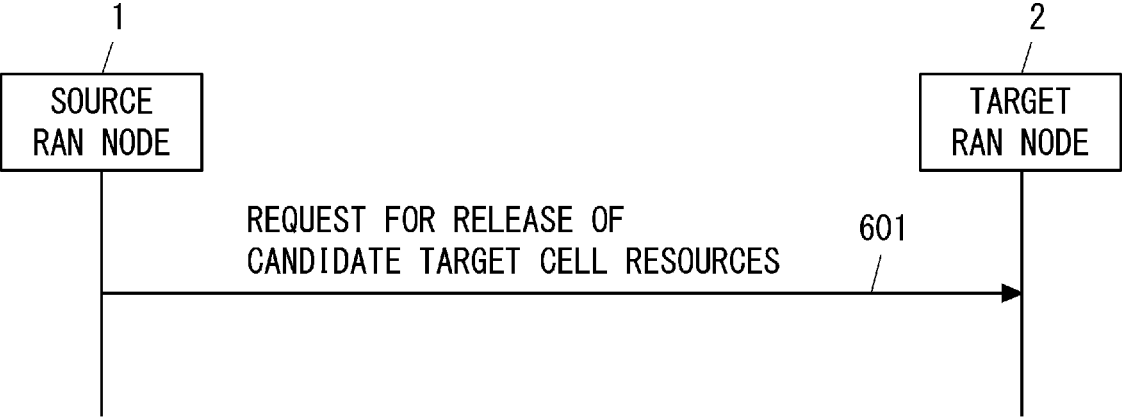 1
2
SOURCE
RAN NODE
TARGET
RAN NODE
REQUEST FOR RELEASE OF
CANDIDATE TARGET CELL RESOURCES
601